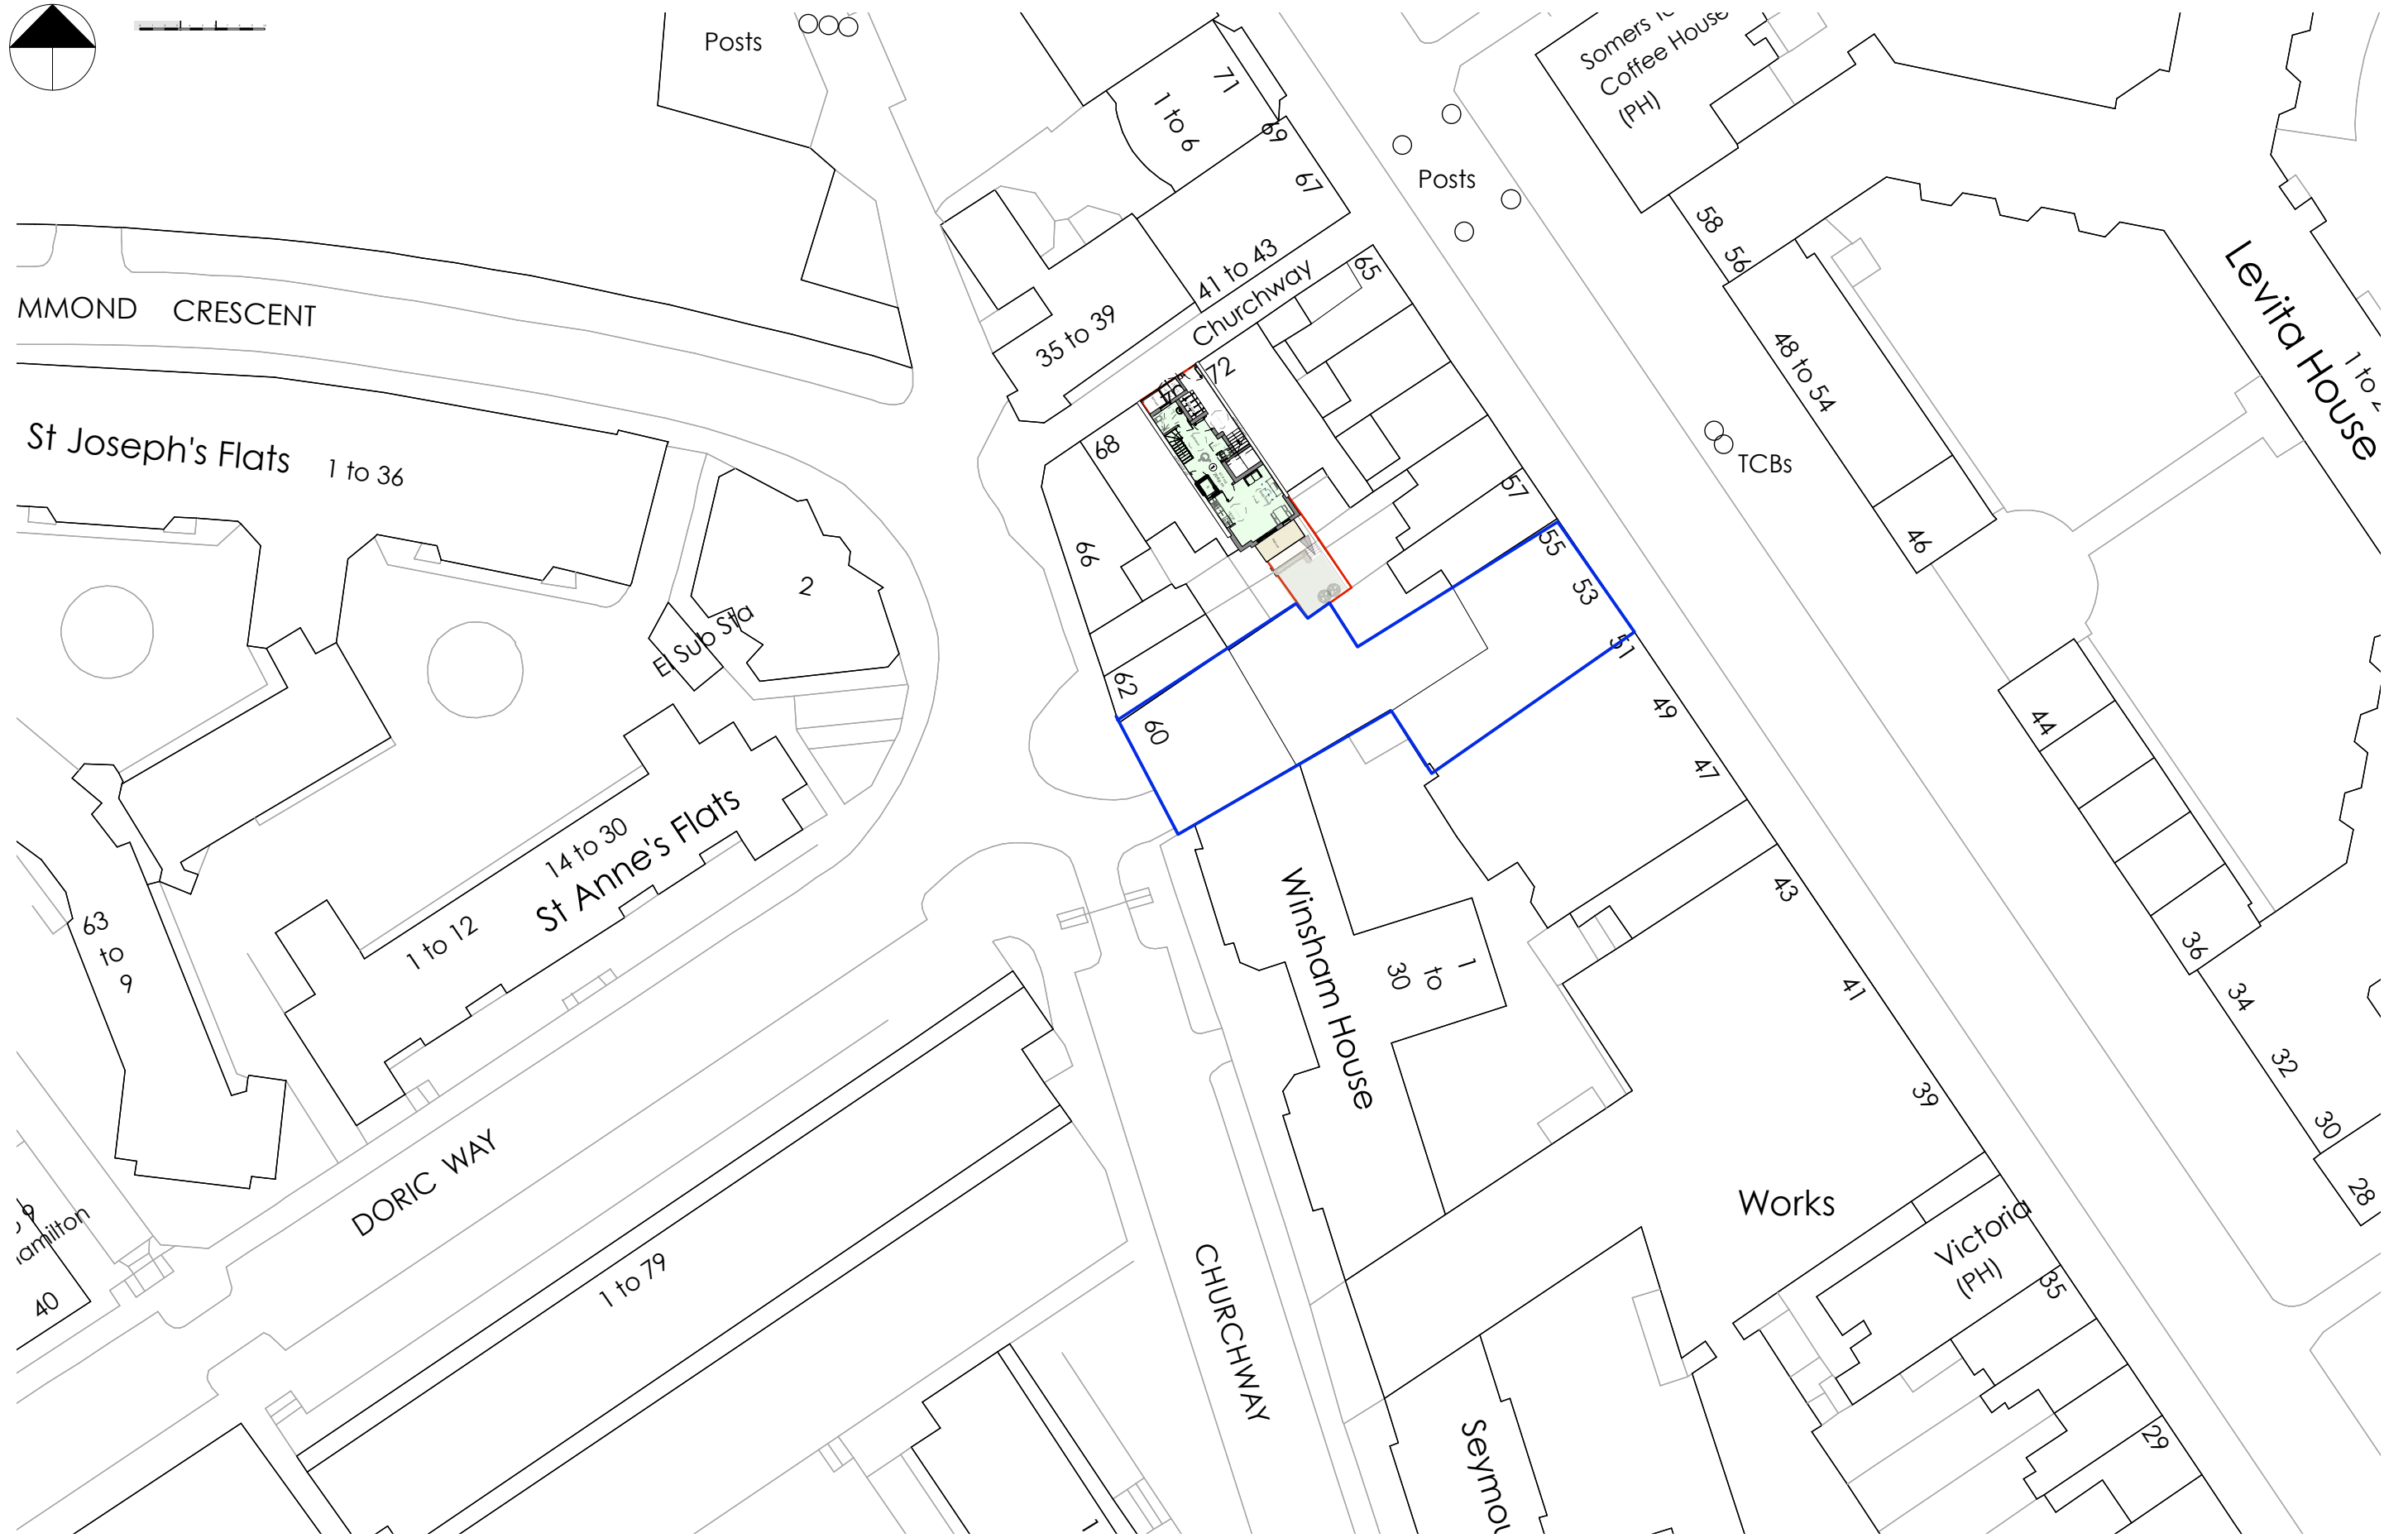 Posts
Somers
Coffee House
(PH)
71
1 to 6
69
67
Posts
58
56
41 to 43
Churchway
65
35 to 39
72
MMOND CRESCENT
Levita House
48 to 54
St Joseph's Flats
1 to 36
68
TCBs
57
46
55
66
53
2
El Sub Sta
51
62
60
49
44
47
14 to 30
St Anne's Flats
1 to 12
43
63
to
9
Winsham House
1
to
30
41
36
34
32
39
30
28
DORIC WAY
Works
Victoria
(PH)
35
1 to 79
CHURCHWAY
40
29
1